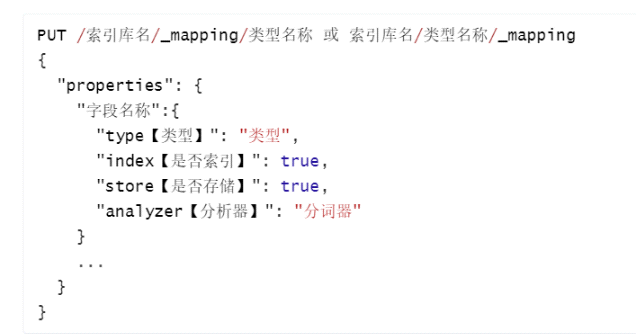 PUT /索引库名/_mapping/类型名称 或 索引库名/类型名称/_mapping
{
"properties": {
"字段名称":{
"type【类型】": "类型",
"index【是否索引】": true,
"store【是否存储】": true,
"analyzer【分析器】": "分词器"
}
...
}
}